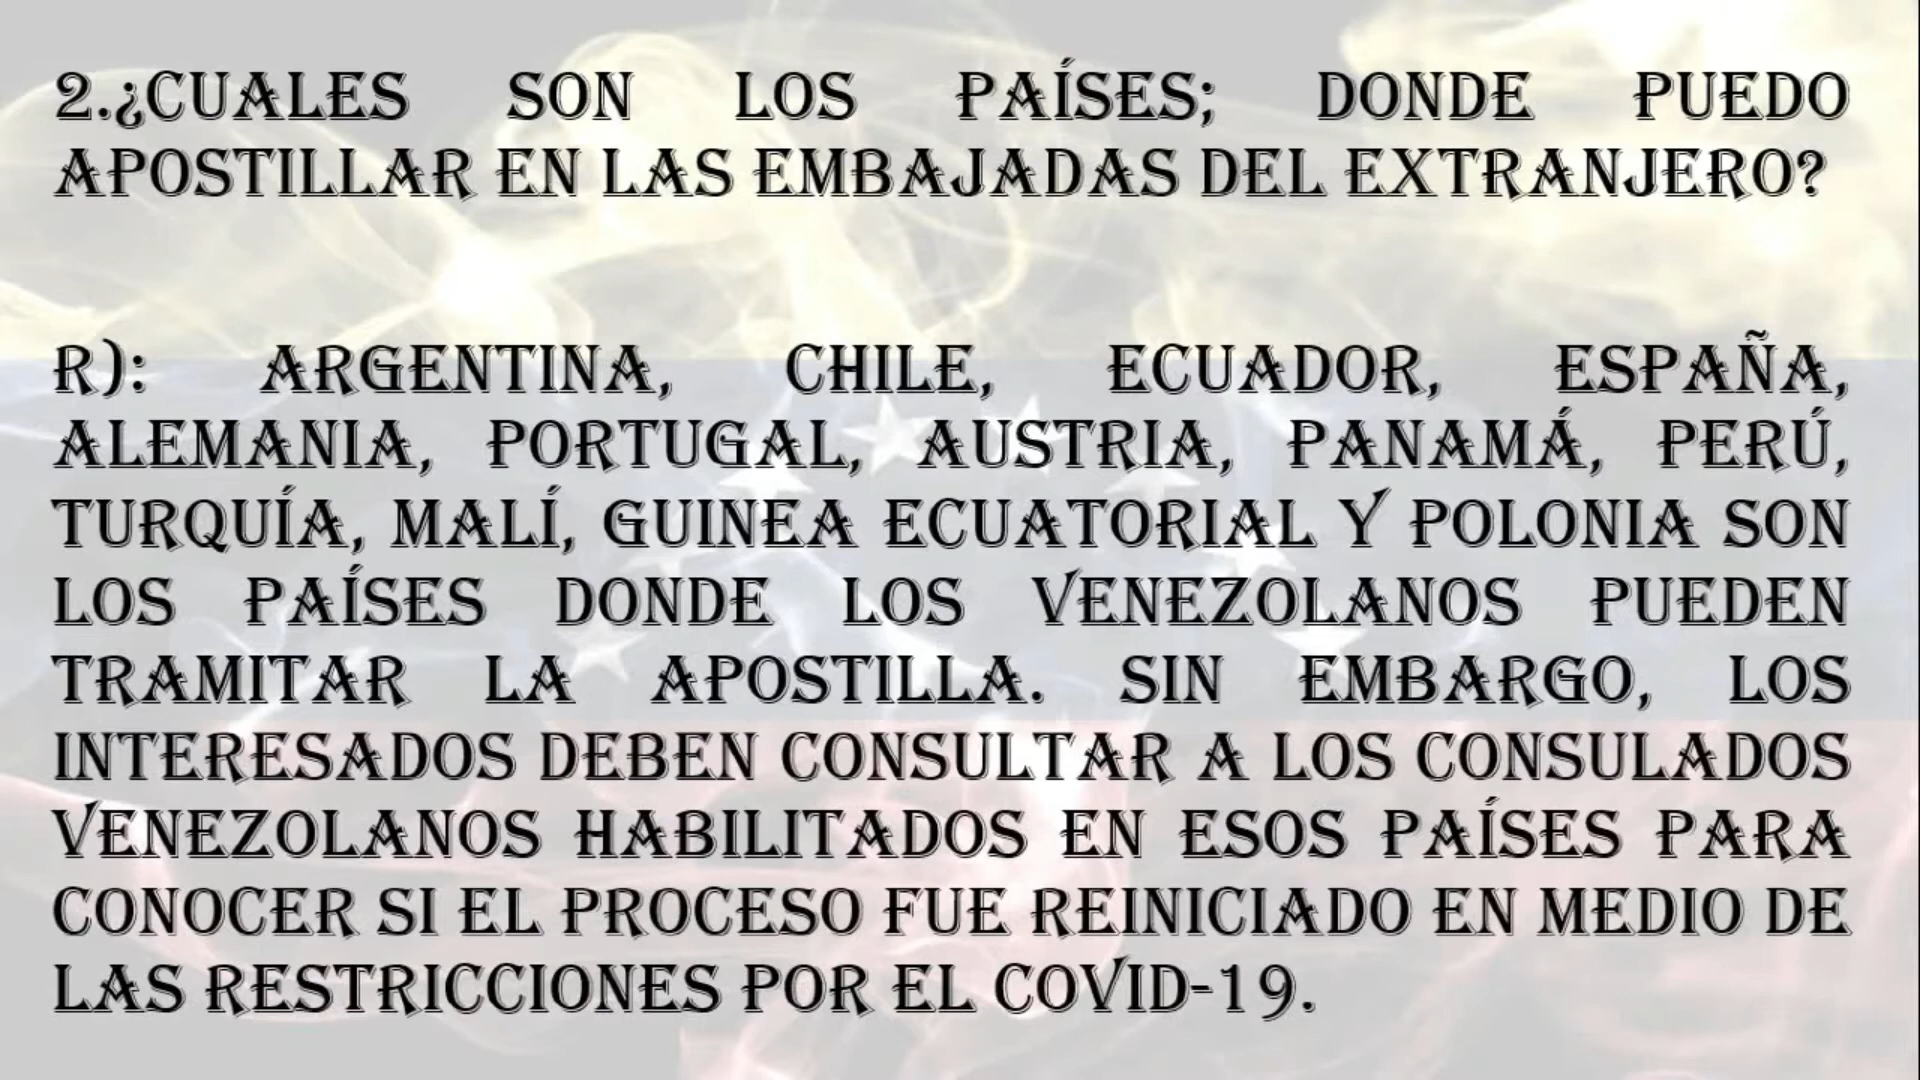 2.¿CUALES SON LOS PAÍSES; DONDE PUEDO
APOSTILLAR EN LAS EMBAJADAS DEL EXTRANJERO?
R): ARGENTINA, CHILE, ECUADOR, ESPAÑA,
ALEMANIA, PORTUGAL, AUSTRIA, PANAMÁ, PERÚ,
TURQUÍA, MALÍ, GUINEA ECUATORIAL Y POLONIA SON
LOS PAÍSES DONDE LOS VENEZOLANOS PUEDEN
TRAMITAR LA APOSTILLA. SIN EMBARGO, LOS
INTERESADOS DEBEN CONSULTAR A LOS CONSULADOS
VENEZOLANOS HABILITADOS EN ESOS PAÍSES PARA
CONOCER SI EL PROCESO FUE REINICIADO EN MEDIO DE
LAS RESTRICCIONES POR EL COVID-19.